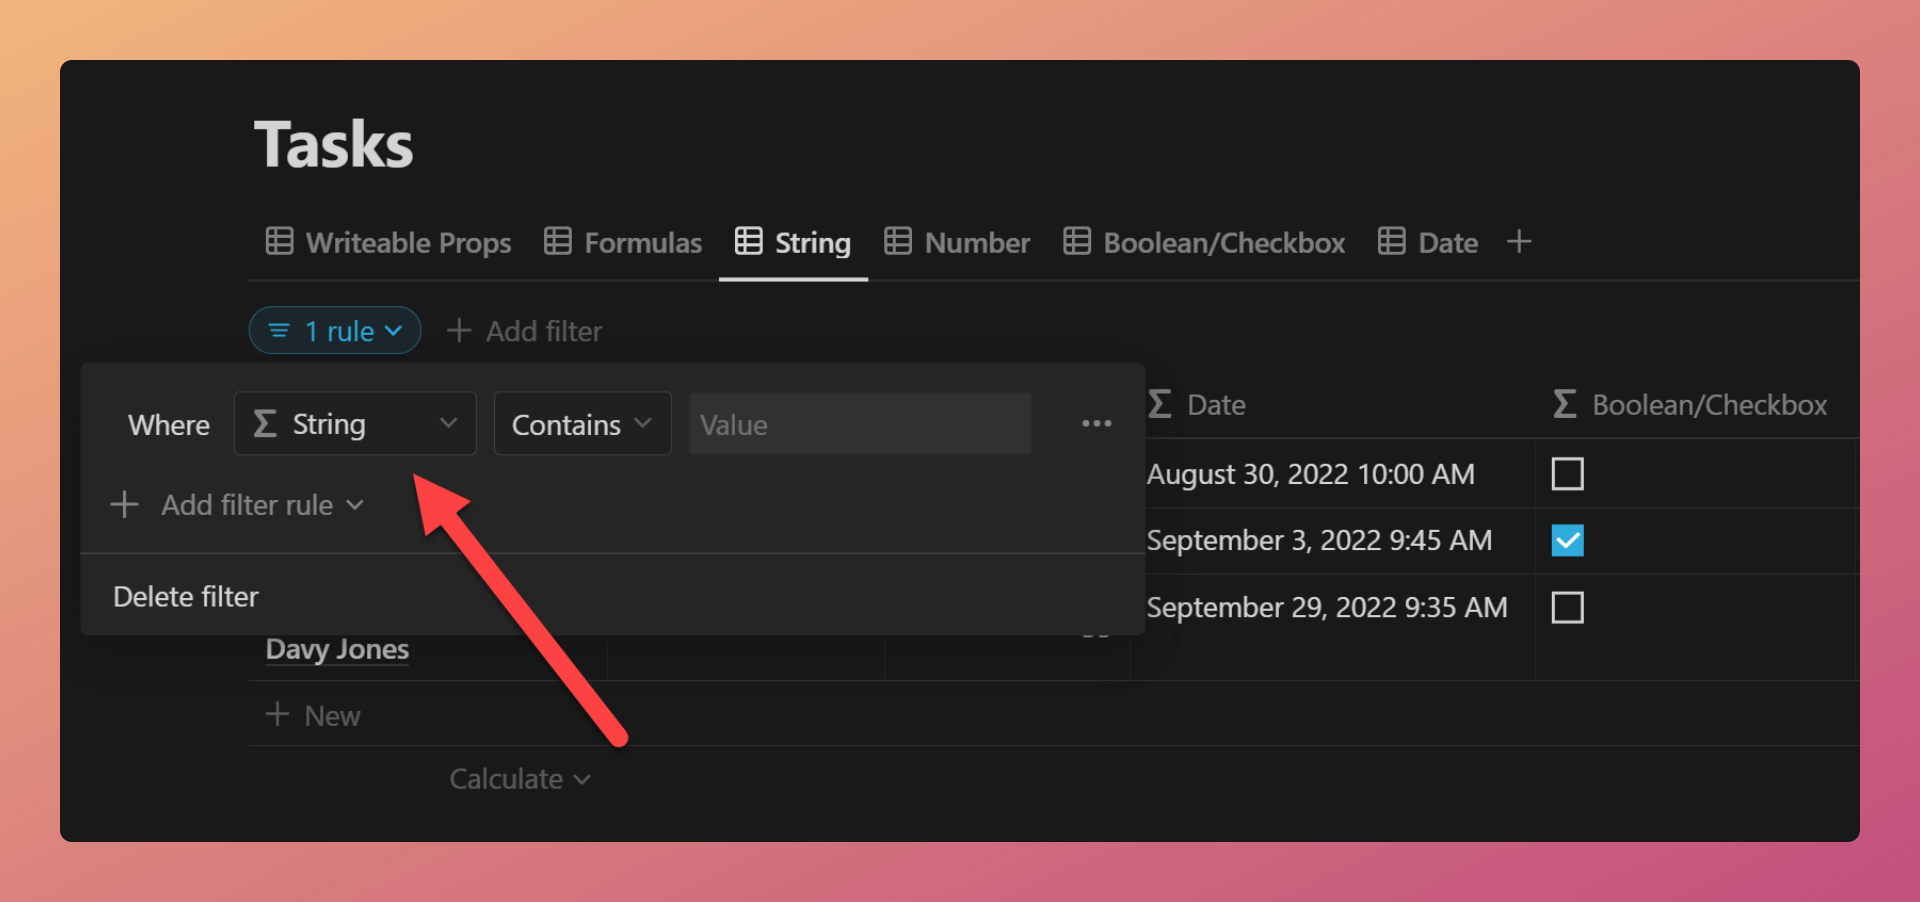 Tasks
Writeable Props Formulas String Number Boolean/Checkbox Date
1 rule Add filter
Where String Contains Value
Add filter rule
Delete filter
Σ Date Σ Boolean/Checkbox
August 30, 2022 10:00 AM
September 3, 2022 9:45 AM
September 29, 2022 9:35 AM
Davy Jones
New
Calculate